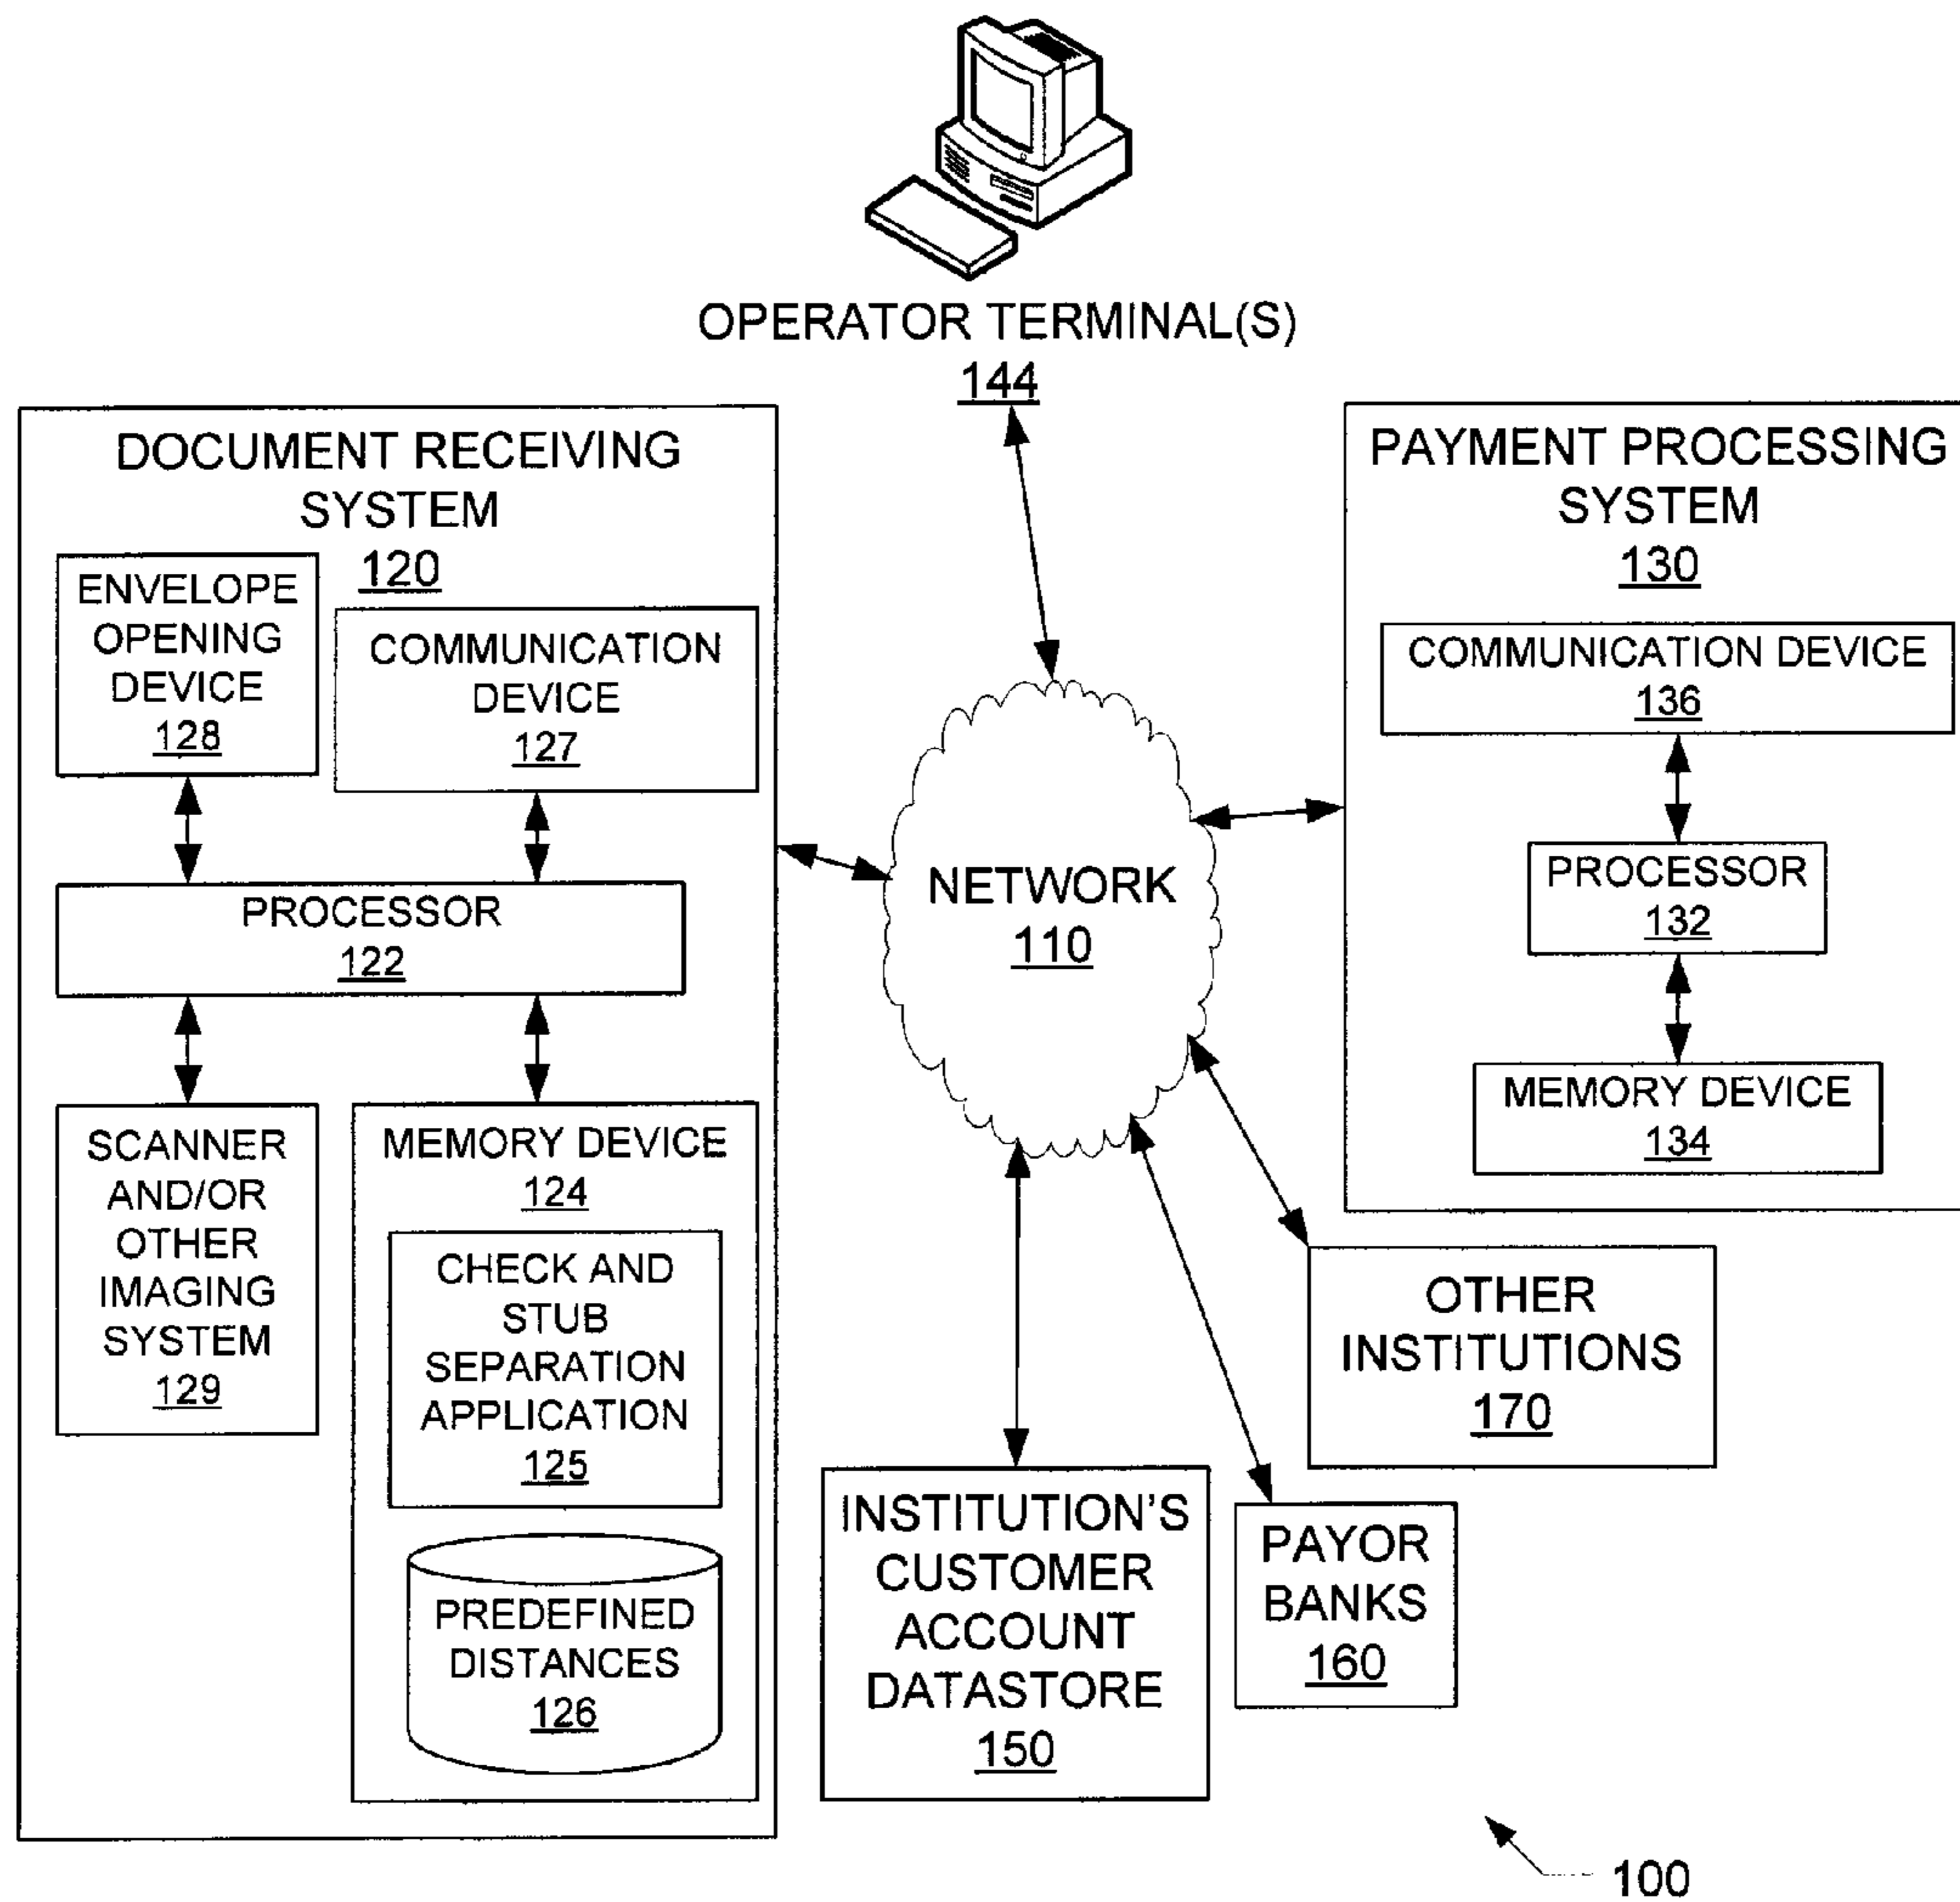 OPERATOR TERMINAL(S)
144
DOCUMENT RECEIVING
SYSTEM
120
ENVELOPE
OPENING
DEVICE
128
COMMUNICATION
DEVICE
127
PROCESSOR
122
SCANNER
AND/OR
OTHER
IMAGING
SYSTEM
129
MEMORY DEVICE
124
CHECK AND
STUB
SEPARATION
APPLICATION
125
PREDEFINED
DISTANCES
126
NETWORK
110
PAYMENT PROCESSING
SYSTEM
130
COMMUNICATION DEVICE
136
PROCESSOR
132
MEMORY DEVICE
134
OTHER
INSTITUTIONS
170
INSTITUTION'S
CUSTOMER
ACCOUNT
DATASTORE
150
PAYOR
BANKS
160
100